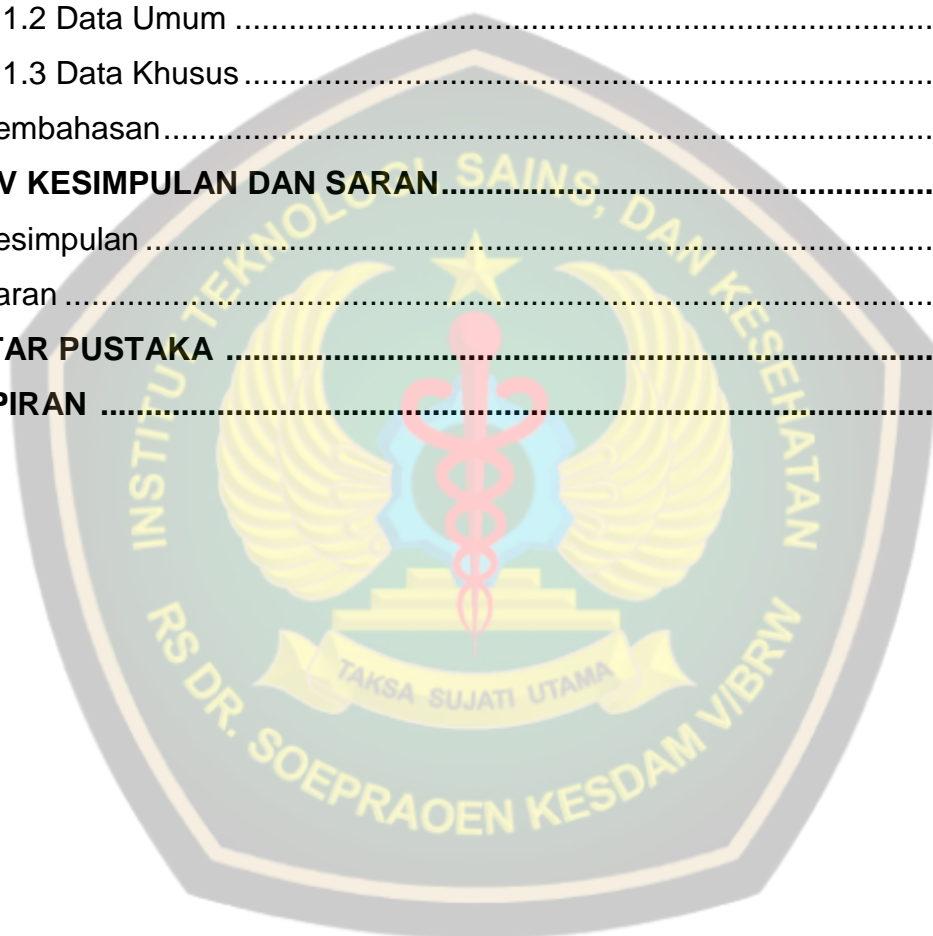 1.2 Data Umum ........................................................................
1.3 Data Khusus ........................................................................
embahasan........................................................................
V KESIMPULAN DAN SARAN........................................................................
esimpulan ........................................................................
aran ........................................................................
TAR PUSTAKA ........................................................................
PIRAN ........................................................................
INSTITUT TEKNOLOGI, SAINS, DAN KESEHATAN
TAKSA SUJATI UTAMA
RS DR. SOEPRAOEN KESDAM V/BRW